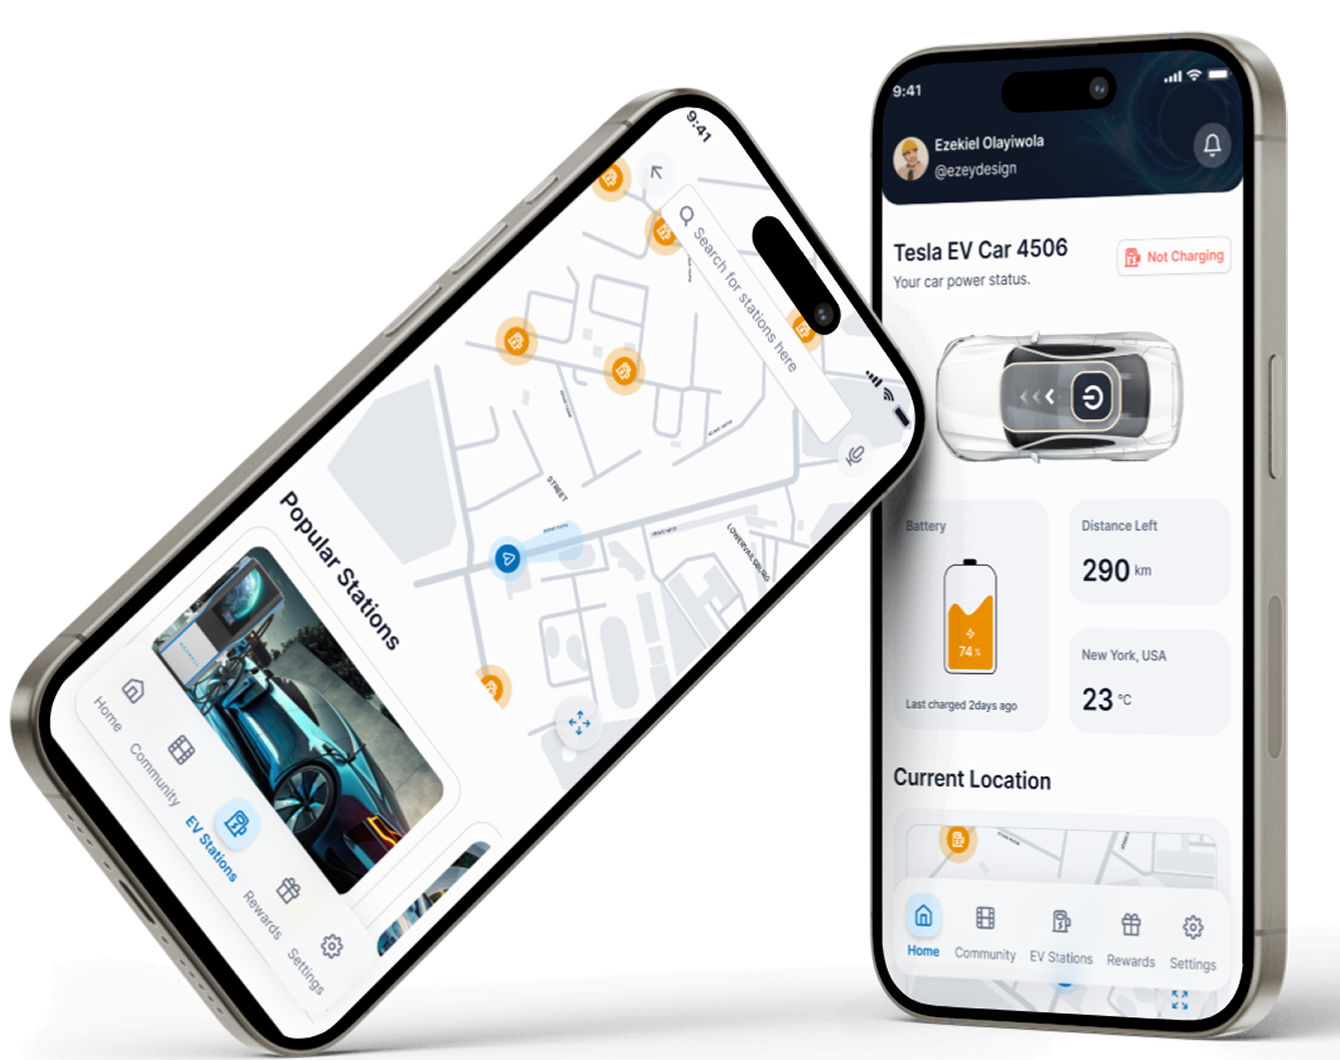 9:41
Search for stations here
STREET
LOWERVAILSBURG
Popular Stations
Home
Community
EV Stations
Rewards
Settings
9:41
Ezekiel Olayiwola
@ezeydesign
Tesla EV Car 4506
Your car power status.
Not Charging
Battery
74 %
Last charged 2days ago
Distance Left
290 km
New York, USA
23 °C
Current Location
Home
Community
EV Stations
Rewards
Settings